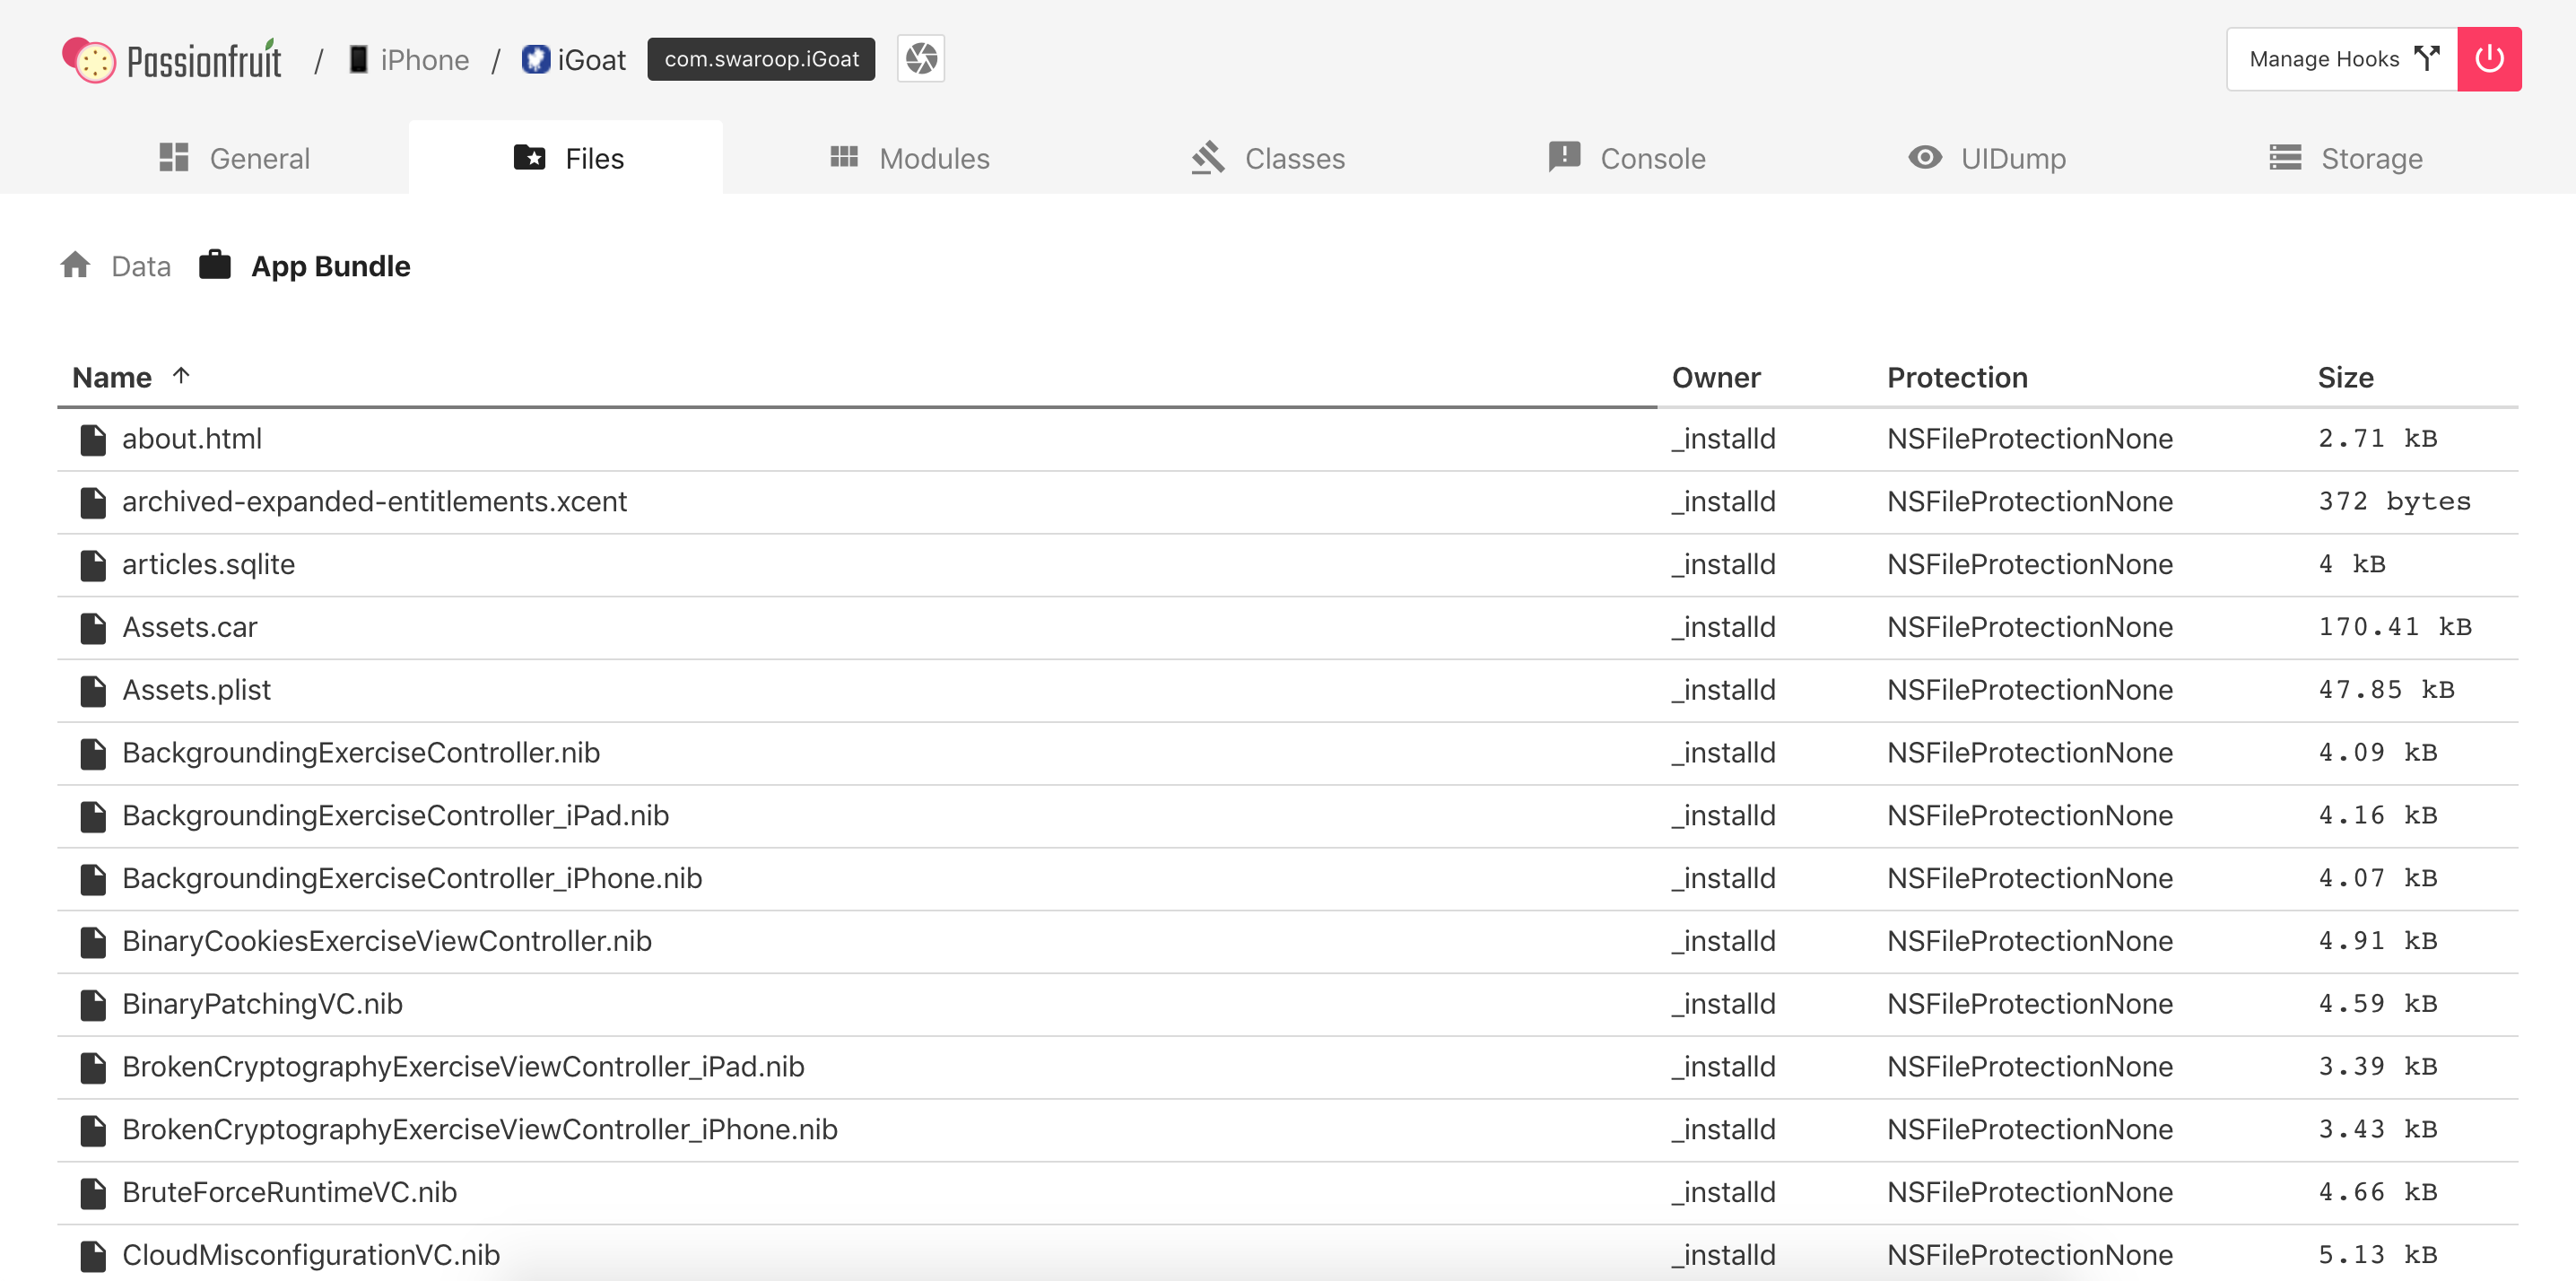 Passionfruit / iPhone / iGoat com.swaroop.iGoat Manage Hooks
General Files Modules Classes Console UIDump Storage
Data App Bundle
Name ↑ Owner Protection Size
about.html _installd NSFileProtectionNone 2.71 kB
archived-expanded-entitlements.xcent _installd NSFileProtectionNone 372 bytes
articles.sqlite _installd NSFileProtectionNone 4 kB
Assets.car _installd NSFileProtectionNone 170.41 kB
Assets.plist _installd NSFileProtectionNone 47.85 kB
BackgroundingExerciseController.nib _installd NSFileProtectionNone 4.09 kB
BackgroundingExerciseController_iPad.nib _installd NSFileProtectionNone 4.16 kB
BackgroundingExerciseController_iPhone.nib _installd NSFileProtectionNone 4.07 kB
BinaryCookiesExerciseViewController.nib _installd NSFileProtectionNone 4.91 kB
BinaryPatchingVC.nib _installd NSFileProtectionNone 4.59 kB
BrokenCryptographyExerciseViewController_iPad.nib _installd NSFileProtectionNone 3.39 kB
BrokenCryptographyExerciseViewController_iPhone.nib _installd NSFileProtectionNone 3.43 kB
BruteForceRuntimeVC.nib _installd NSFileProtectionNone 4.66 kB
CloudMisconfigurationVC.nib _installd NSFileProtectionNone 5.13 kB